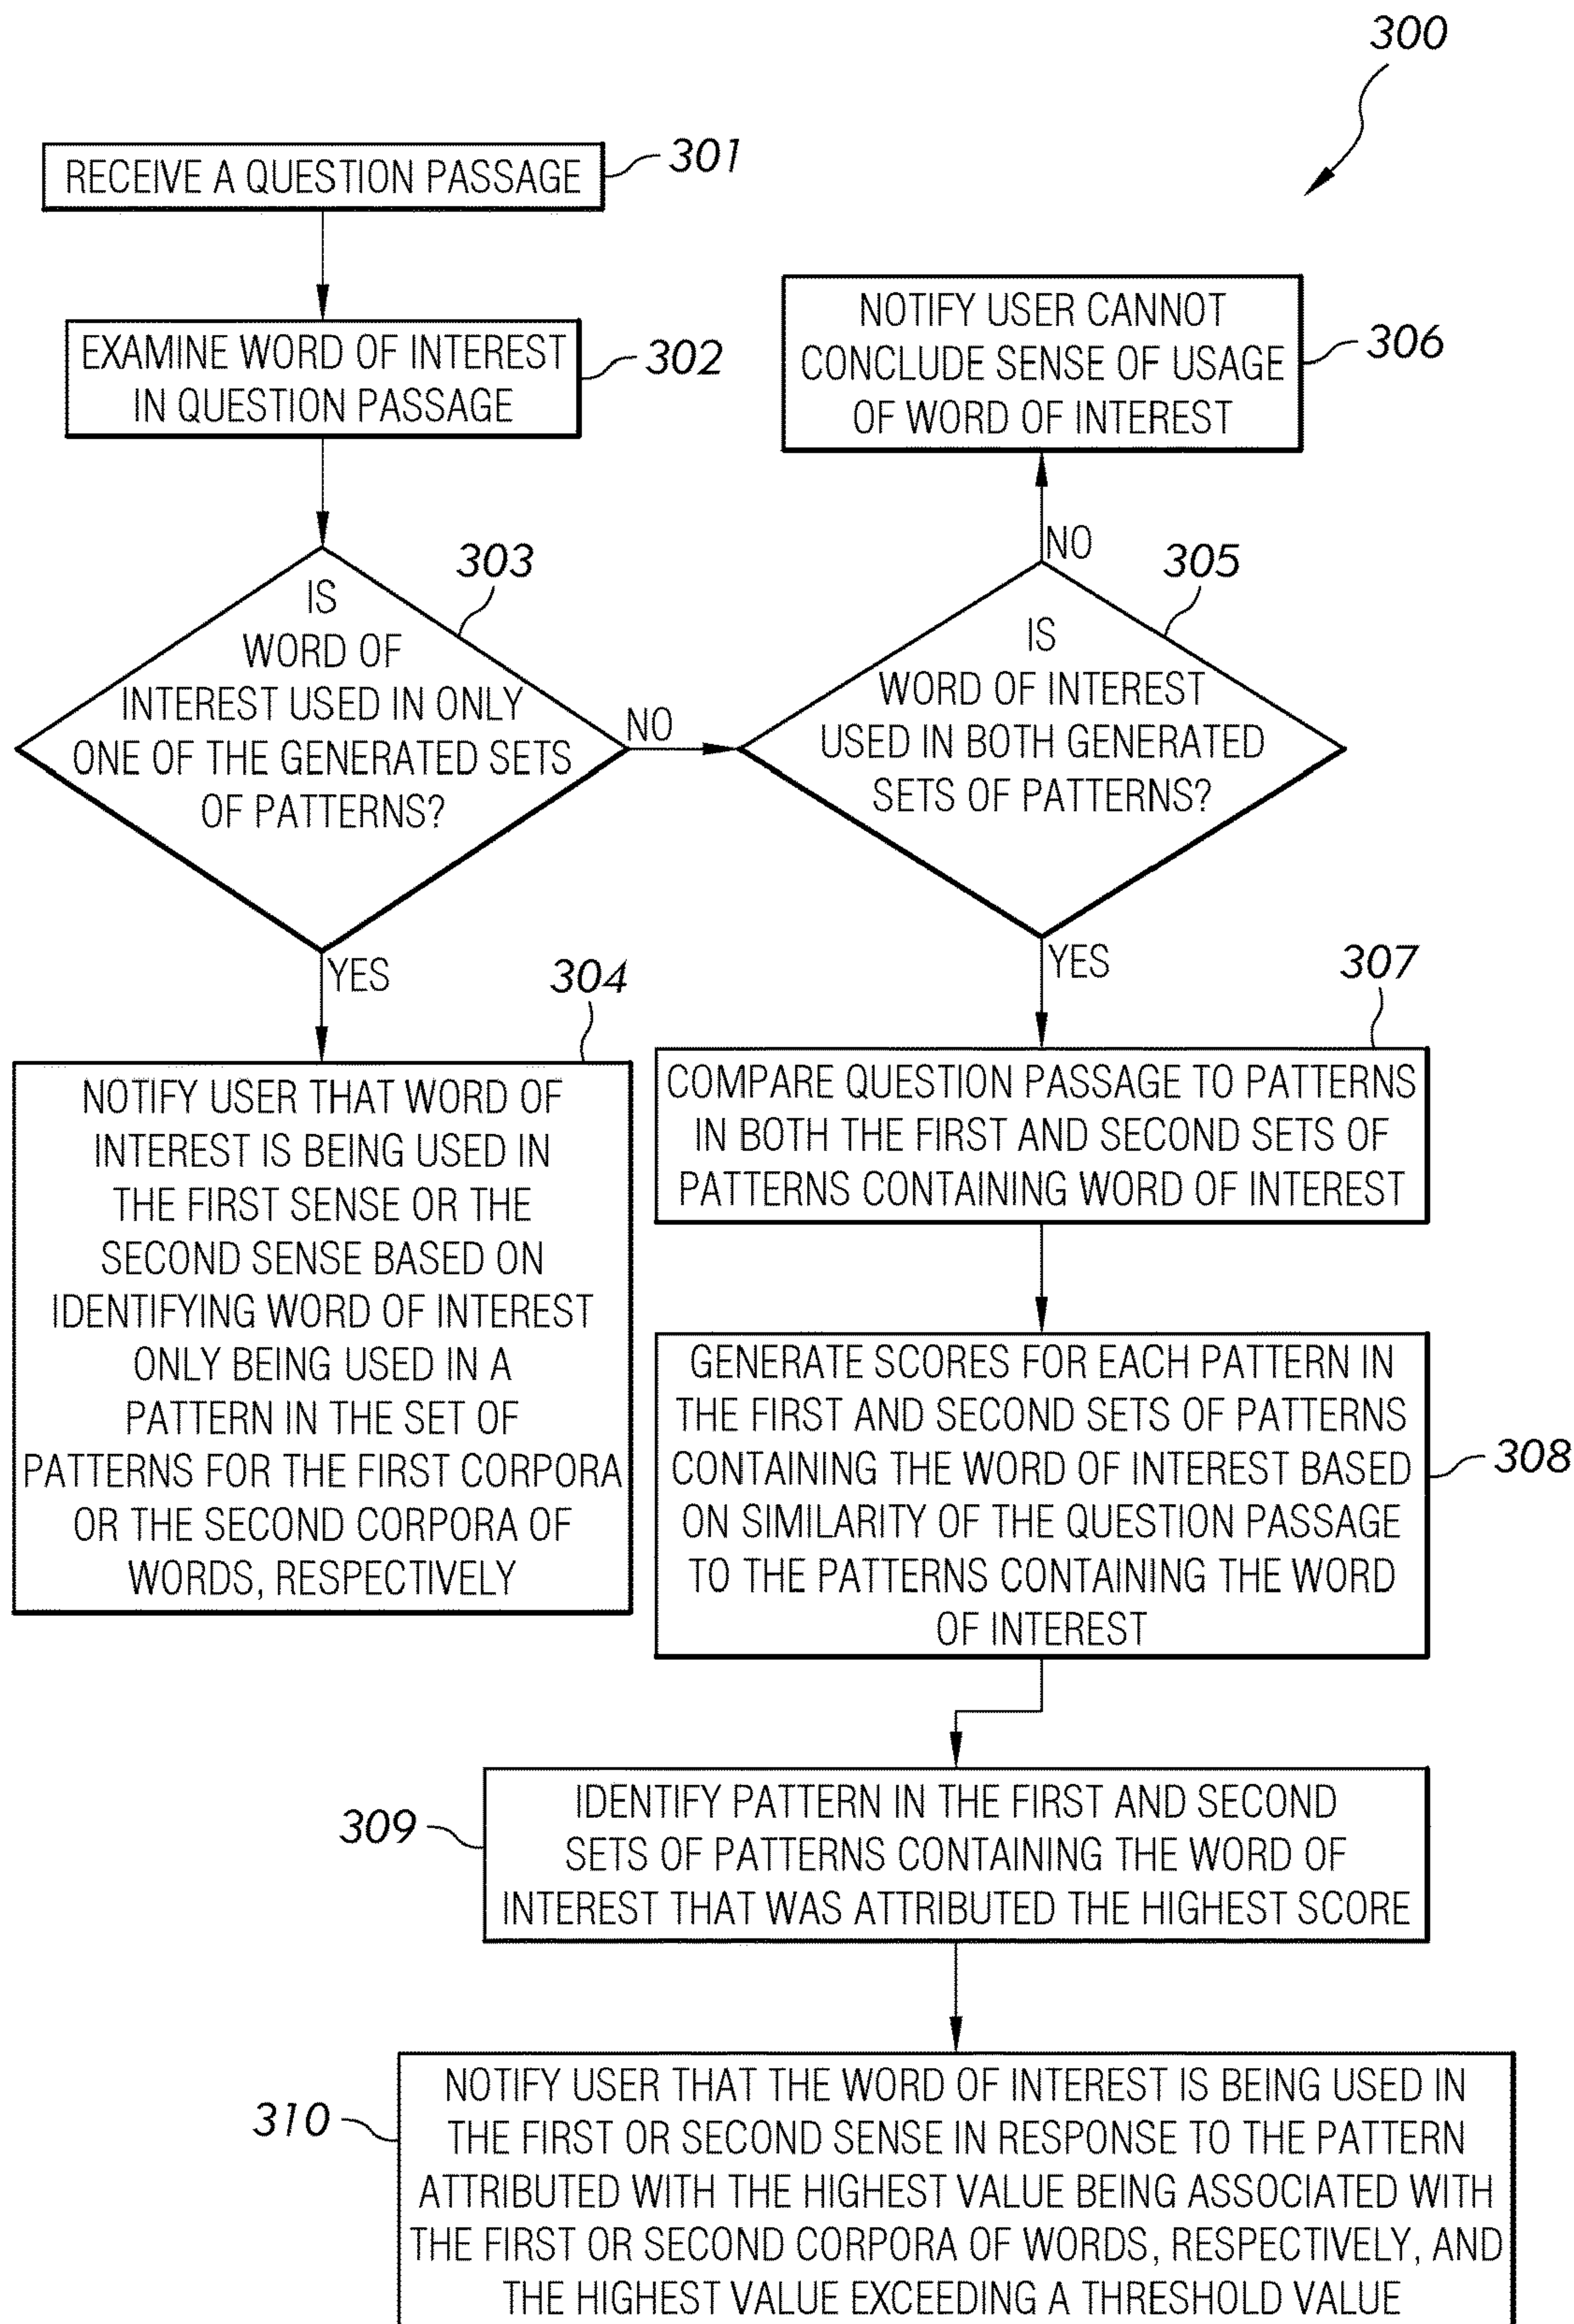 300
RECEIVE A QUESTION PASSAGE
301
EXAMINE WORD OF INTEREST
IN QUESTION PASSAGE
302
IS
WORD OF
INTEREST USED IN ONLY
ONE OF THE GENERATED SETS
OF PATTERNS?
303
NO
YES
NOTIFY USER THAT WORD OF
INTEREST IS BEING USED IN
THE FIRST SENSE OR THE
SECOND SENSE BASED ON
IDENTIFYING WORD OF INTEREST
ONLY BEING USED IN A
PATTERN IN THE SET OF
PATTERNS FOR THE FIRST CORPORA
OR THE SECOND CORPORA OF
WORDS, RESPECTIVELY
304
IS
WORD OF INTEREST
USED IN BOTH GENERATED
SETS OF PATTERNS?
305
NO
NOTIFY USER CANNOT
CONCLUDE SENSE OF USAGE
OF WORD OF INTEREST
306
YES
COMPARE QUESTION PASSAGE TO PATTERNS
IN BOTH THE FIRST AND SECOND SETS OF
PATTERNS CONTAINING WORD OF INTEREST
307
GENERATE SCORES FOR EACH PATTERN IN
THE FIRST AND SECOND SETS OF PATTERNS
CONTAINING THE WORD OF INTEREST BASED
ON SIMILARITY OF THE QUESTION PASSAGE
TO THE PATTERNS CONTAINING THE WORD
OF INTEREST
308
IDENTIFY PATTERN IN THE FIRST AND SECOND
SETS OF PATTERNS CONTAINING THE WORD OF
INTEREST THAT WAS ATTRIBUTED THE HIGHEST SCORE
309
NOTIFY USER THAT THE WORD OF INTEREST IS BEING USED IN
THE FIRST OR SECOND SENSE IN RESPONSE TO THE PATTERN
ATTRIBUTED WITH THE HIGHEST VALUE BEING ASSOCIATED WITH
THE FIRST OR SECOND CORPORA OF WORDS, RESPECTIVELY, AND
THE HIGHEST VALUE EXCEEDING A THRESHOLD VALUE
310